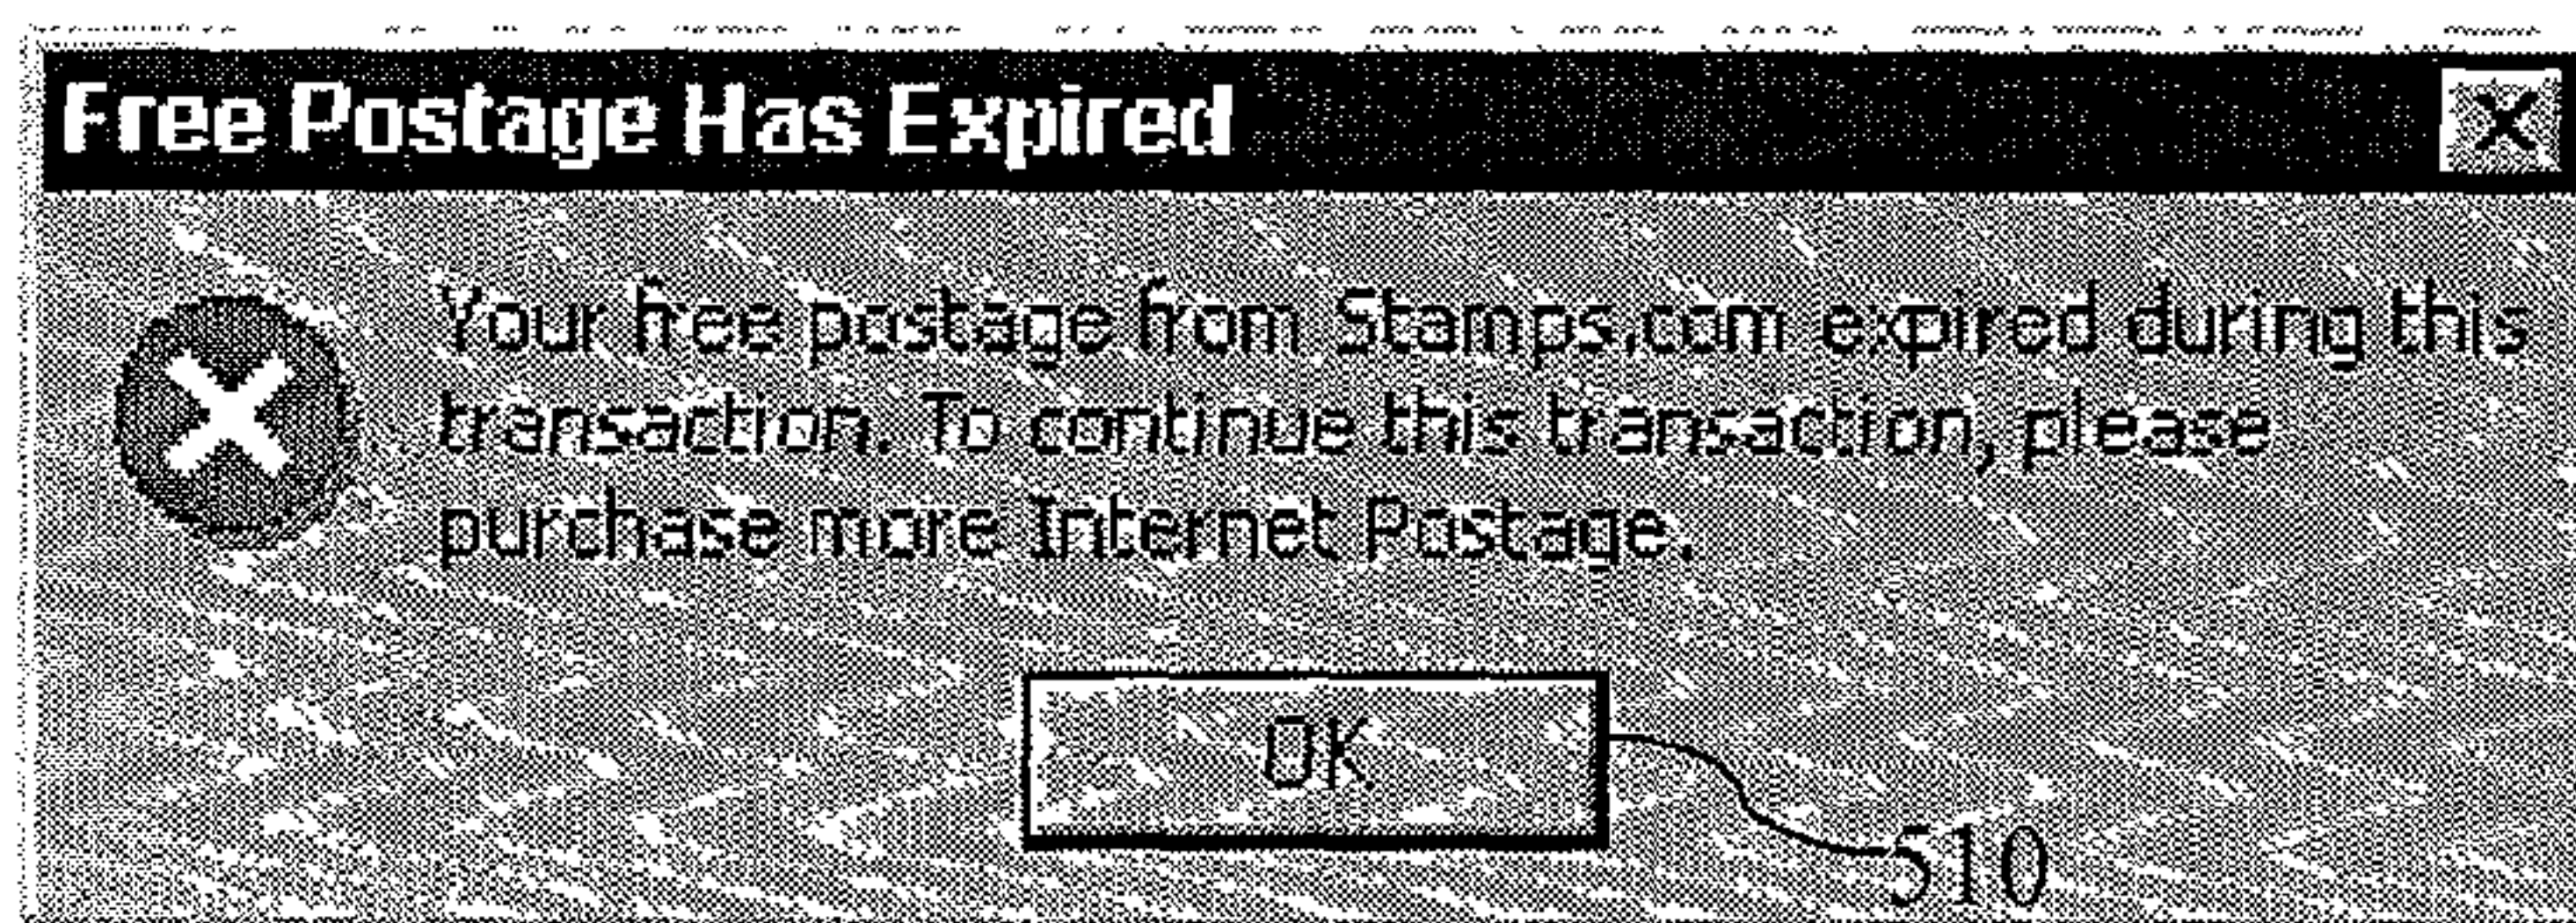 Free Postage Has Expired
Your free postage from Stamps.com expired during this
transaction. To continue this transaction, please
purchase more Internet Postage.
OK
510